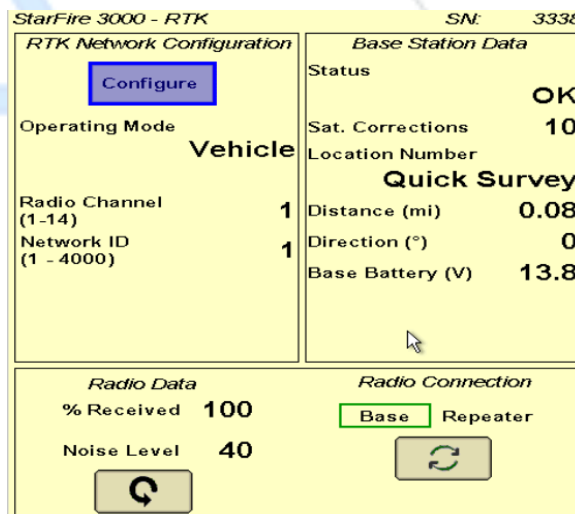 StarFire 3000 - RTK SN: 3338
RTK Network Configuration
Configure
Operating Mode
Vehicle
Radio Channel
(1-14) 1
Network ID
(1 - 4000) 1
Base Station Data
Status
OK
Sat. Corrections 10
Location Number
Quick Survey
Distance (mi) 0.08
Direction (°) 0
Base Battery (V) 13.8
Radio Data
% Received 100
Noise Level 40
Radio Connection
Base Repeater